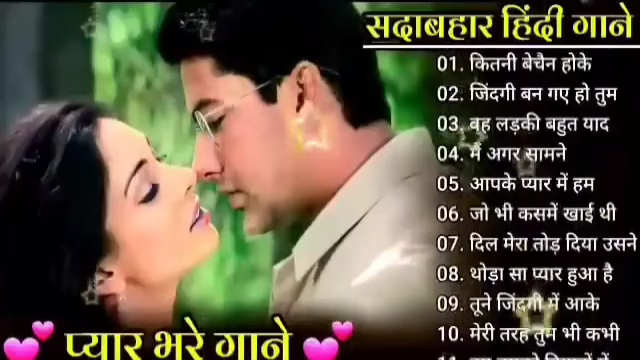 सदाबहार हिंदी गाने
01. कितनी बेचैन होके
02. जिंदगी बन गए हो तुम
03. वह लड़की बहुत याद
04. मैं अगर सामने
05. आपके प्यार में हम
06. जो भी कसमें खाई थी
07. दिल मेरा तोड़ दिया उसने
08. थोड़ा सा प्यार हुआ है
09. तूने जिंदगी में आके
10. मेरी तरह तुम भी कभी
प्यार भरे गाने